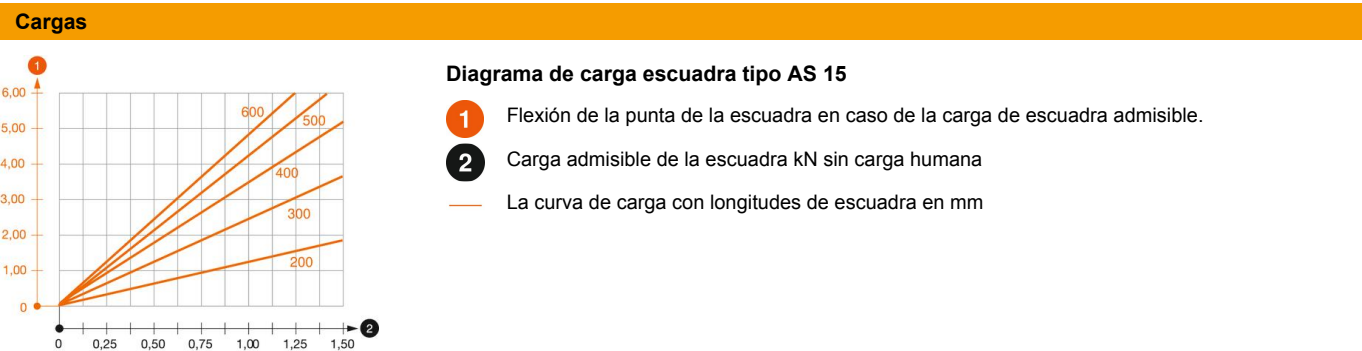 Cargas
1
6,00
5,00
4,00
3,00
2,00
1,00
0
600
500
400
300
200
0 0,25 0,50 0,75 1,00 1,25 1,50
2
Diagrama de carga escuadra tipo AS 15
1 Flexión de la punta de la escuadra en caso de la carga de escuadra admisible.
2 Carga admisible de la escuadra kN sin carga humana
La curva de carga con longitudes de escuadra en mm